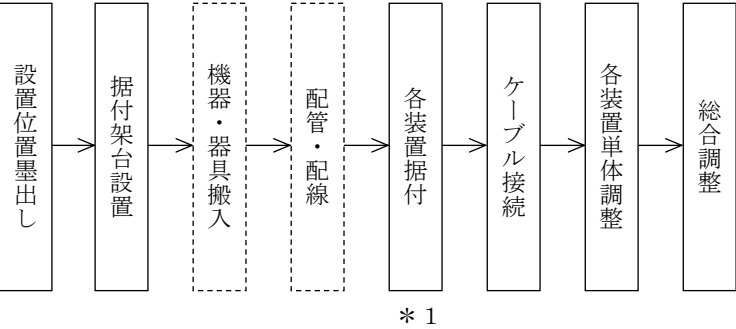 設置位置墨出し
据付架台設置
機器・器具搬入
配管・配線
各装置据付
ケーブル接続
各装置単体調整
総合調整
＊1